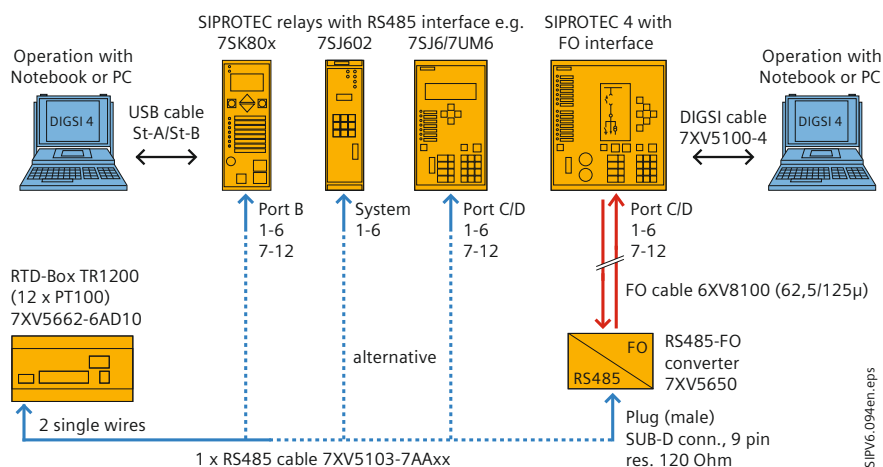 SIPROTEC relays with RS485 interface e.g.
7SK80x
7SJ602
7SJ6/7UM6
SIPROTEC 4 with
FO interface
Operation with
Notebook or PC
DIGSI 4
USB cable
St-A/St-B
DIGSI cable
7XV5100-4
Operation with
Notebook or PC
DIGSI 4
Port B
1-6
7-12
System
1-6
Port C/D
1-6
7-12
Port C/D
1-6
7-12
RTD-Box TR1200
(12 x PT100)
7XV5662-6AD10
FO cable 6XV8100 (62,5/125µ)
alternative
FO
RS485
RS485-FO
converter
7XV5650
2 single wires
1 x RS485 cable 7XV5103-7AAxx
Plug (male)
SUB-D conn., 9 pin
res. 120 Ohm
SIPV6.094en.eps